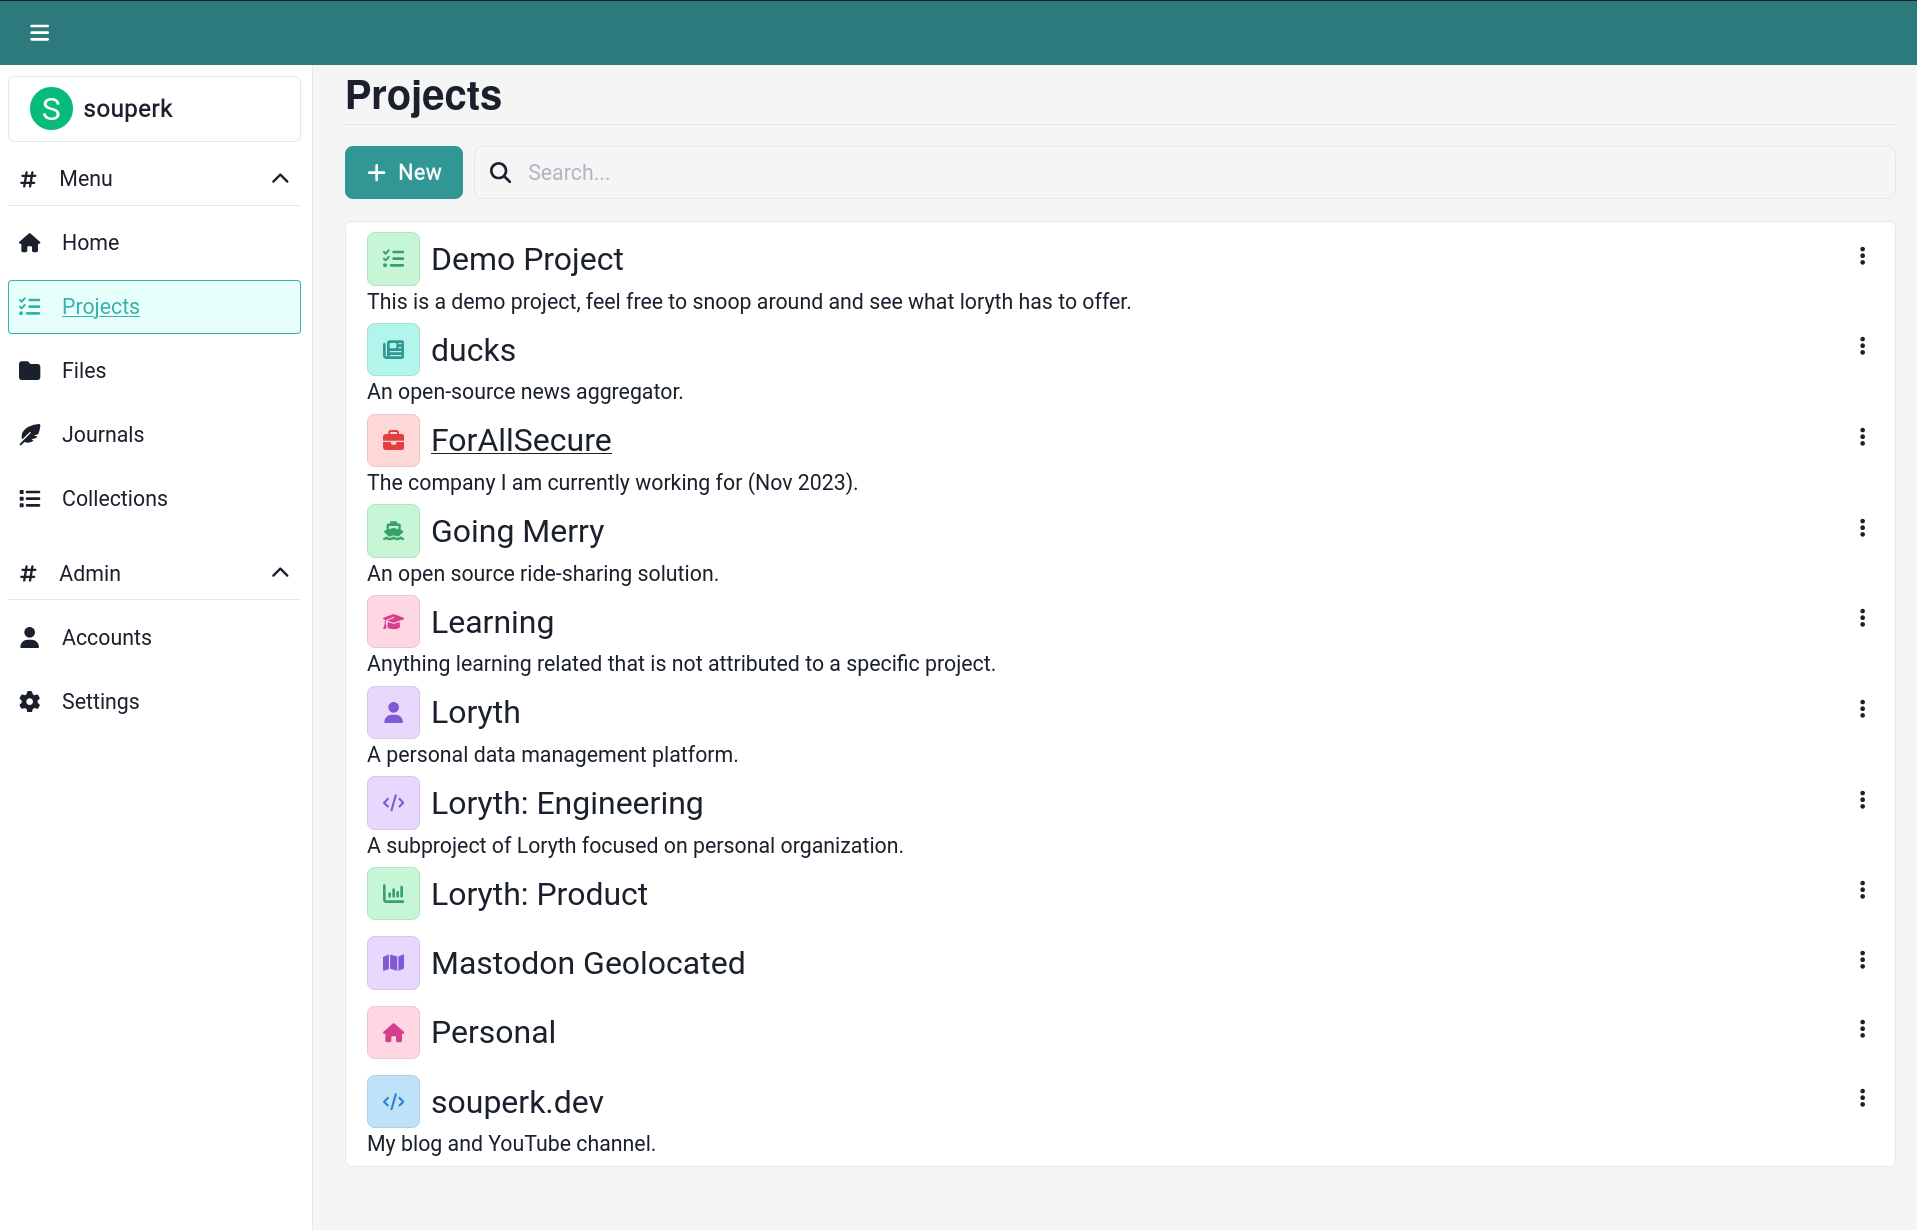 S souperk
# Menu
Home
Projects
Files
Journals
Collections
# Admin
Accounts
Settings
Projects
+ New
Search...
Demo Project
This is a demo project, feel free to snoop around and see what loryth has to offer.
ducks
An open-source news aggregator.
ForAllSecure
The company I am currently working for (Nov 2023).
Going Merry
An open source ride-sharing solution.
Learning
Anything learning related that is not attributed to a specific project.
Loryth
A personal data management platform.
Loryth: Engineering
A subproject of Loryth focused on personal organization.
Loryth: Product
Mastodon Geolocated
Personal
souperk.dev
My blog and YouTube channel.